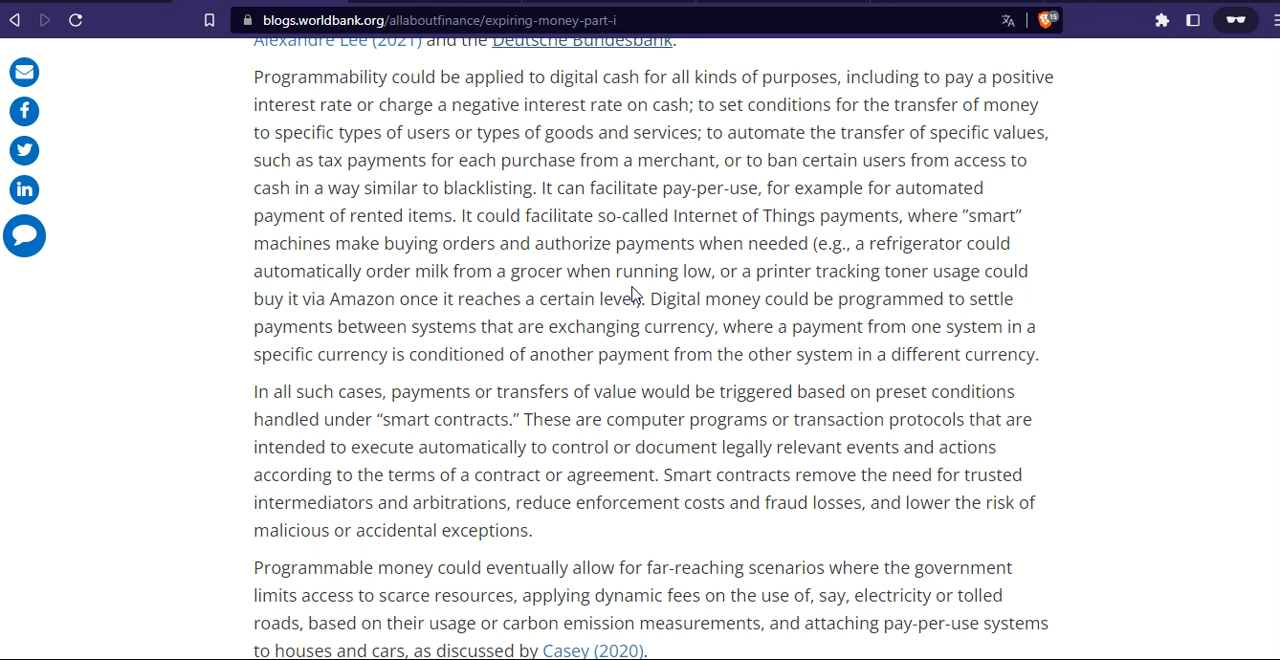 blogs.worldbank.org/allaboutfinance/expiring-money-part-i
15
Alexandre Lee (2021) and the Deutsche Bundesbank.
Programmability could be applied to digital cash for all kinds of purposes, including to pay a positive
interest rate or charge a negative interest rate on cash; to set conditions for the transfer of money
to specific types of users or types of goods and services; to automate the transfer of specific values,
such as tax payments for each purchase from a merchant, or to ban certain users from access to
cash in a way similar to blacklisting. It can facilitate pay-per-use, for example for automated
payment of rented items. It could facilitate so-called Internet of Things payments, where ”smart”
machines make buying orders and authorize payments when needed (e.g., a refrigerator could
automatically order milk from a grocer when running low, or a printer tracking toner usage could
buy it via Amazon once it reaches a certain level). Digital money could be programmed to settle
payments between systems that are exchanging currency, where a payment from one system in a
specific currency is conditioned of another payment from the other system in a different currency.
In all such cases, payments or transfers of value would be triggered based on preset conditions
handled under “smart contracts.” These are computer programs or transaction protocols that are
intended to execute automatically to control or document legally relevant events and actions
according to the terms of a contract or agreement. Smart contracts remove the need for trusted
intermediators and arbitrations, reduce enforcement costs and fraud losses, and lower the risk of
malicious or accidental exceptions.
Programmable money could eventually allow for far-reaching scenarios where the government
limits access to scarce resources, applying dynamic fees on the use of, say, electricity or tolled
roads, based on their usage or carbon emission measurements, and attaching pay-per-use systems
to houses and cars, as discussed by Casey (2020).